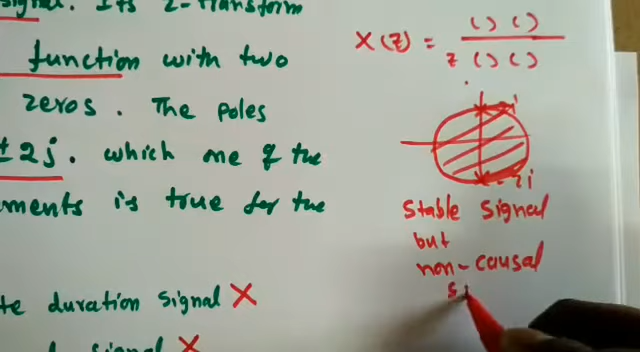 signal. Its Z-transform
function with two
zeros. The poles
± 2j. which one of the
ments is true for the
te duration signal X
signal X
X(z) = ()()
z()()
i
-2i
stable signal
but
non-causal